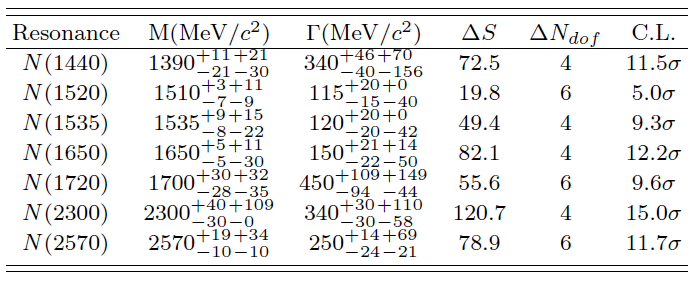 Resonance M(MeV/c²) Γ(MeV/c²) ΔS ΔN_{dof} C.L.
N(1440) 1390^{+11+21}_{−21−30} 340^{+46+70}_{−40−156} 72.5 4 11.5σ
N(1520) 1510^{+3+11}_{−7−9} 115^{+20+0}_{−15−40} 19.8 6 5.0σ
N(1535) 1535^{+9+15}_{−8−22} 120^{+20+0}_{−20−42} 49.4 4 9.3σ
N(1650) 1650^{+5+11}_{−5−30} 150^{+21+14}_{−22−50} 82.1 4 12.2σ
N(1720) 1700^{+30+32}_{−28−35} 450^{+109+149}_{−94−44} 55.6 6 9.6σ
N(2300) 2300^{+40+109}_{−30−0} 340^{+30+110}_{−30−58} 120.7 4 15.0σ
N(2570) 2570^{+19+34}_{−10−10} 250^{+14+69}_{−24−21} 78.9 6 11.7σ